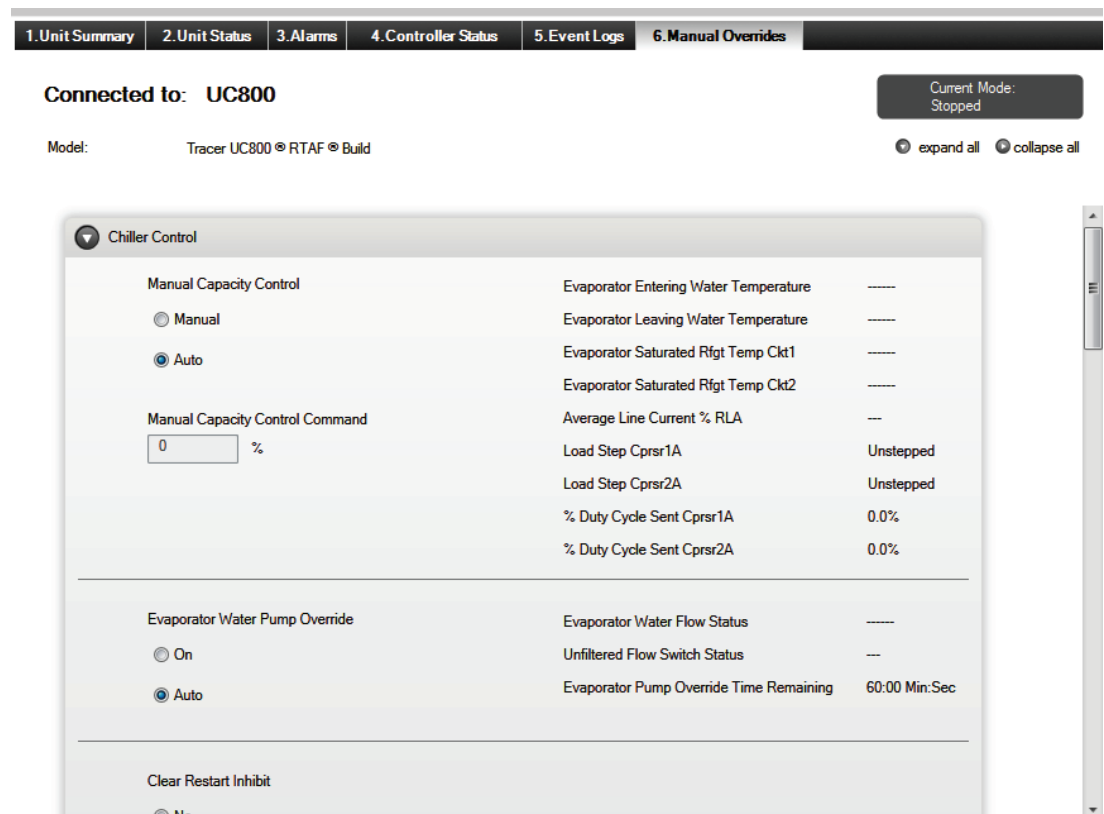 1.Unit Summary 2.Unit Status 3.Alarms 4.Controller Status 5.Event Logs 6.Manual Overrides
Connected to: UC800
Current Mode:
Stopped
Model: Tracer UC800 ® RTAF ® Build
expand all collapse all
Chiller Control
Manual Capacity Control
Manual
Auto
Manual Capacity Control Command
0 %
Evaporator Entering Water Temperature ------
Evaporator Leaving Water Temperature ------
Evaporator Saturated Rfgt Temp Ckt1 ------
Evaporator Saturated Rfgt Temp Ckt2 ------
Average Line Current % RLA ---
Load Step Cprsr1A Unstepped
Load Step Cprsr2A Unstepped
% Duty Cycle Sent Cprsr1A 0.0%
% Duty Cycle Sent Cprsr2A 0.0%
Evaporator Water Pump Override
On
Auto
Evaporator Water Flow Status ------
Unfiltered Flow Switch Status ---
Evaporator Pump Override Time Remaining 60:00 Min:Sec
Clear Restart Inhibit